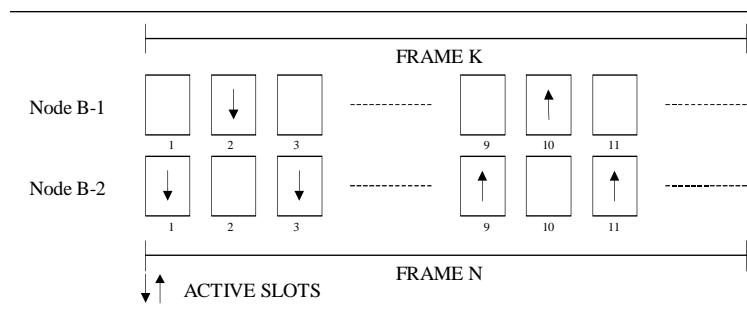 FRAME K
Node B-1
1 2 3 9 10 11
Node B-2
1 2 3 9 10 11
FRAME N
ACTIVE SLOTS